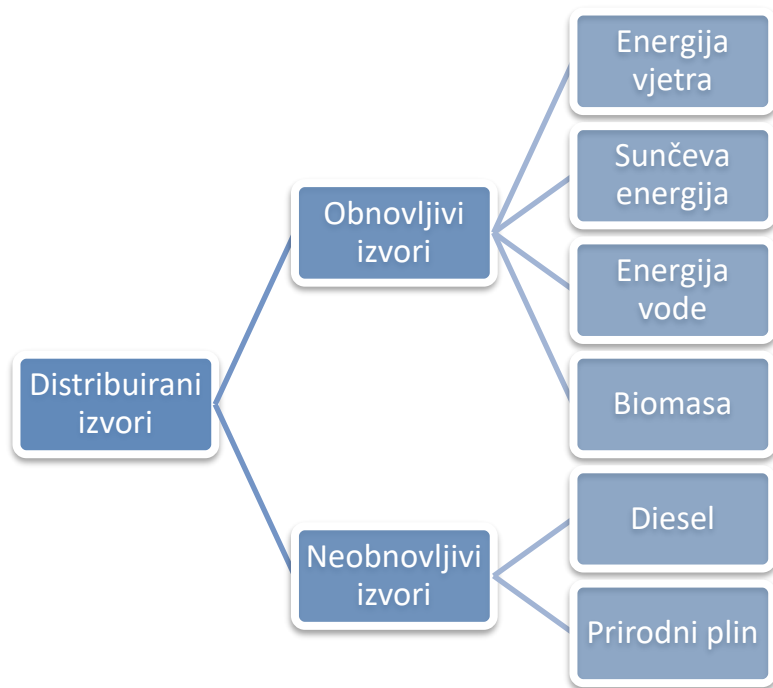 Distribuirani
izvori
Obnovljivi
izvori
Energija
vjetra
Sunčeva
energija
Energija
vode
Biomasa
Neobnovljivi
izvori
Diesel
Prirodni plin